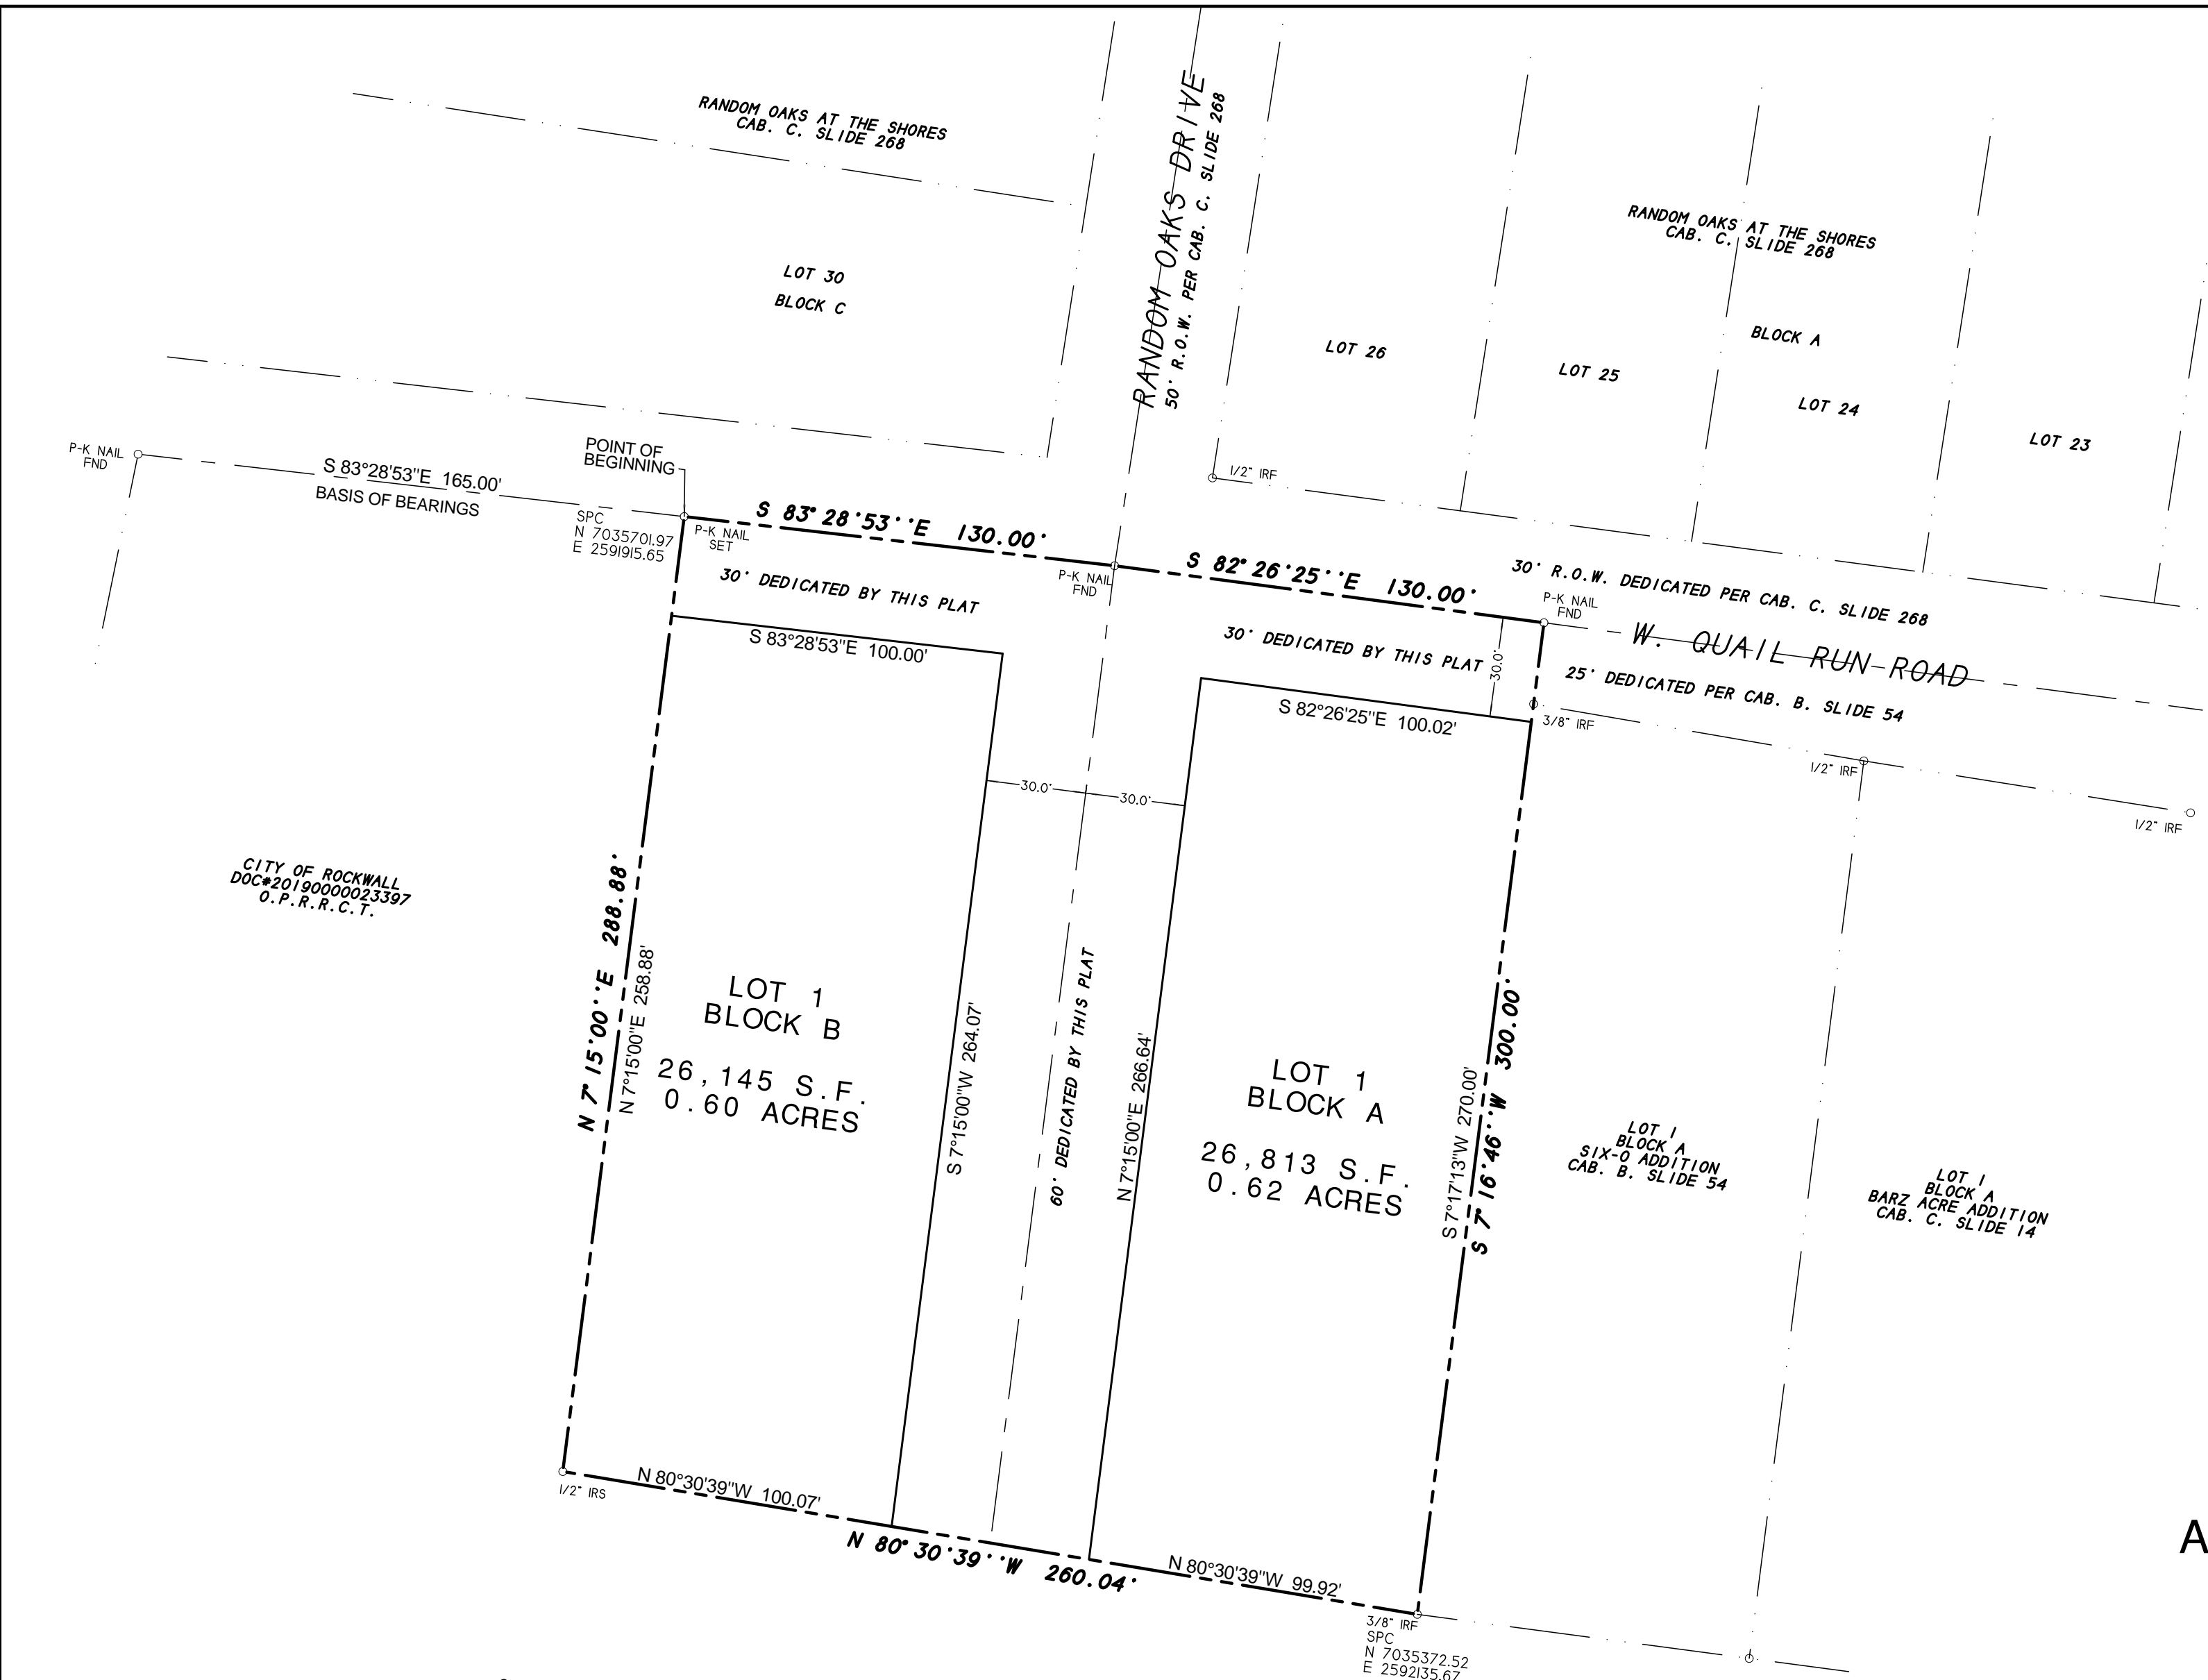 RANDOM OAKS AT THE SHORES
CAB. C. SLIDE 268
LOT 30
BLOCK C
RANDOM OAKS DRIVE
50' R.O.W. PER CAB. C. SLIDE 268
RANDOM OAKS AT THE SHORES
CAB. C. SLIDE 268
BLOCK A
LOT 26
LOT 25
LOT 24
LOT 23
P-K NAIL
FND
S 83°28'53"E 165.00'
BASIS OF BEARINGS
POINT OF
BEGINNING
SPC
N 7035701.97
E 2591915.65
P-K NAIL
SET
S 83°28'53''E 130.00'
1/2" IRF
P-K NAIL
FND
S 82°26'25''E 130.00'
30' R.O.W. DEDICATED PER CAB. C. SLIDE 268
P-K NAIL
FND
W. QUAIL RUN ROAD
25' DEDICATED PER CAB. B. SLIDE 54
30' DEDICATED BY THIS PLAT
S 83°28'53"E 100.00'
30' DEDICATED BY THIS PLAT
30.0'
S 82°26'25"E 100.02'
3/8" IRF
1/2" IRF
1/2" IRF
30.0'
30.0'
CITY OF ROCKWALL
DOC#20190000023397
O.P.R.R.C.T.
N 7°15'00''E 288.88'
N 7°15'00"E 258.88'
LOT 1
BLOCK B
26,145 S.F.
0.60 ACRES
S 7°15'00"W 264.07'
60' DEDICATED BY THIS PLAT
N 7°15'00"E 266.64'
LOT 1
BLOCK A
26,813 S.F.
0.62 ACRES
S 7°17'13"W 270.00'
S 7°16'46''W 300.00'
LOT 1
BLOCK A
SIX-O ADDITION
CAB. B. SLIDE 54
LOT 1
BLOCK A
BARZ ACRE ADDITION
CAB. C. SLIDE 14
1/2" IRS
N 80°30'39"W 100.07'
N 80°30'39''W 260.04'
N 80°30'39"W 99.92'
3/8" IRF
SPC
N 7035372.52
E 2592135.67
A